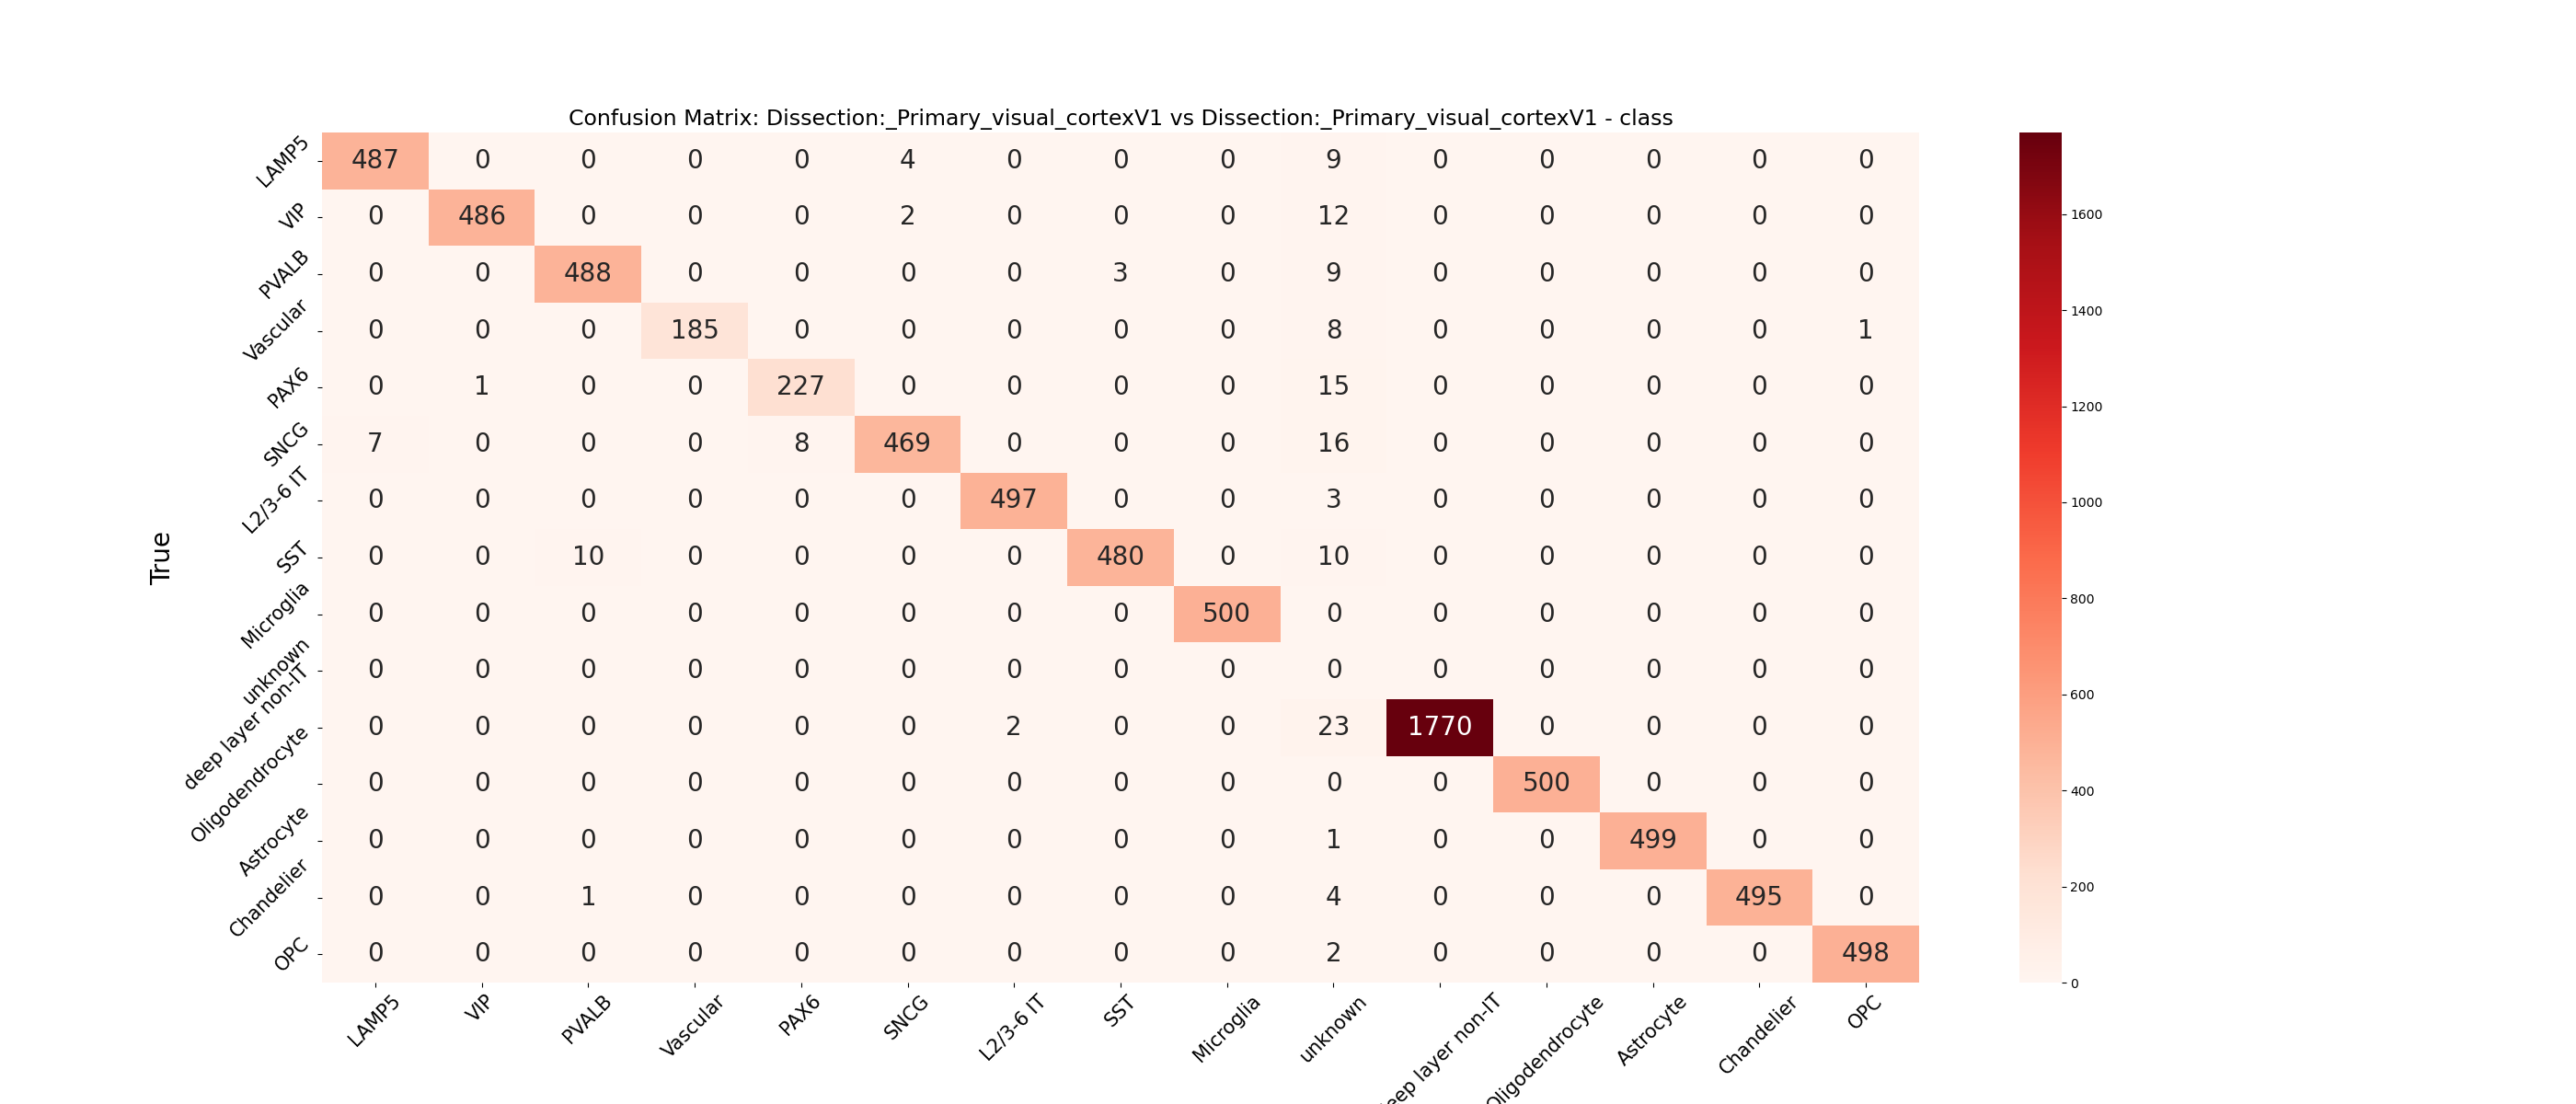 Confusion Matrix: Dissection:_Primary_visual_cortexV1 vs Dissection:_Primary_visual_cortexV1 - class
True
LAMP5 487 0 0 0 0 4 0 0 0 9 0 0 0 0 0
VIP 0 486 0 0 0 2 0 0 0 12 0 0 0 0 0
PVALB 0 0 488 0 0 0 0 3 0 9 0 0 0 0 0
Vascular 0 0 0 185 0 0 0 0 0 8 0 0 0 0 1
PAX6 0 1 0 0 227 0 0 0 0 15 0 0 0 0 0
SNCG 7 0 0 0 8 469 0 0 0 16 0 0 0 0 0
L2/3-6 IT 0 0 0 0 0 0 497 0 0 3 0 0 0 0 0
SST 0 0 10 0 0 0 0 480 0 10 0 0 0 0 0
Microglia 0 0 0 0 0 0 0 0 500 0 0 0 0 0 0
unknown 0 0 0 0 0 0 0 0 0 0 0 0 0 0 0
deep layer non-IT 0 0 0 0 0 0 2 0 0 23 1770 0 0 0 0
Oligodendrocyte 0 0 0 0 0 0 0 0 0 0 0 500 0 0 0
Astrocyte 0 0 0 0 0 0 0 0 0 1 0 0 499 0 0
Chandelier 0 0 1 0 0 0 0 0 0 4 0 0 0 495 0
OPC 0 0 0 0 0 0 0 0 0 2 0 0 0 0 498
LAMP5 VIP PVALB Vascular PAX6 SNCG L2/3-6 IT SST Microglia unknown layer non-IT Oligodendrocyte Astrocyte Chandelier OPC
1600
1400
1200
1000
800
600
400
200
0